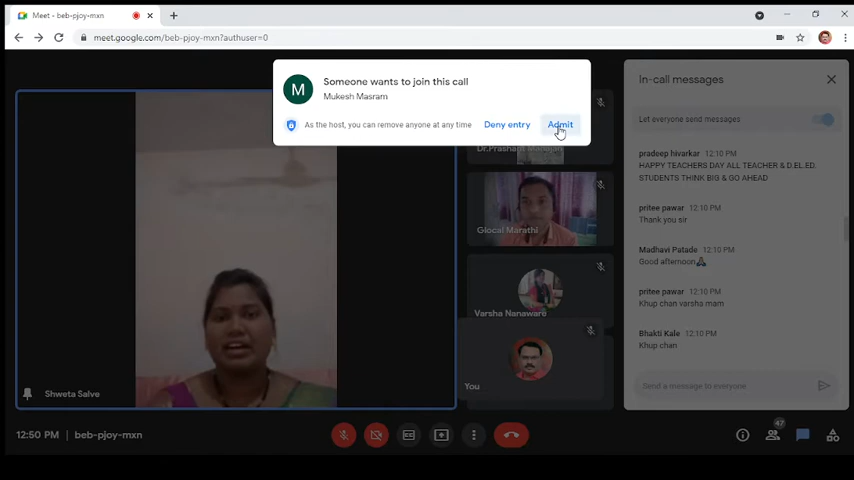 Meet - beb-pjoy-mxn
meet.google.com/beb-pjoy-mxn?authuser=0
M
Someone wants to join this call
Mukesh Masram
As the host, you can remove anyone at any time
Deny entry
Admit
Shweta Salve
Glocal Marathi
Varsha Nanaware
You
In-call messages
Let everyone send messages
pradeep hivarkar 12:10 PM
HAPPY TEACHERS DAY ALL TEACHER & D.EL.ED.
STUDENTS THINK BIG & GO AHEAD
pritee pawar 12:10 PM
Thank you sir
Madhavi Patade 12:10 PM
Good afternoon🙏
pritee pawar 12:10 PM
Khup chan varsha mam
Bhakti Kale 12:10 PM
Khup chan
Send a message to everyone
12:50 PM | beb-pjoy-mxn
47